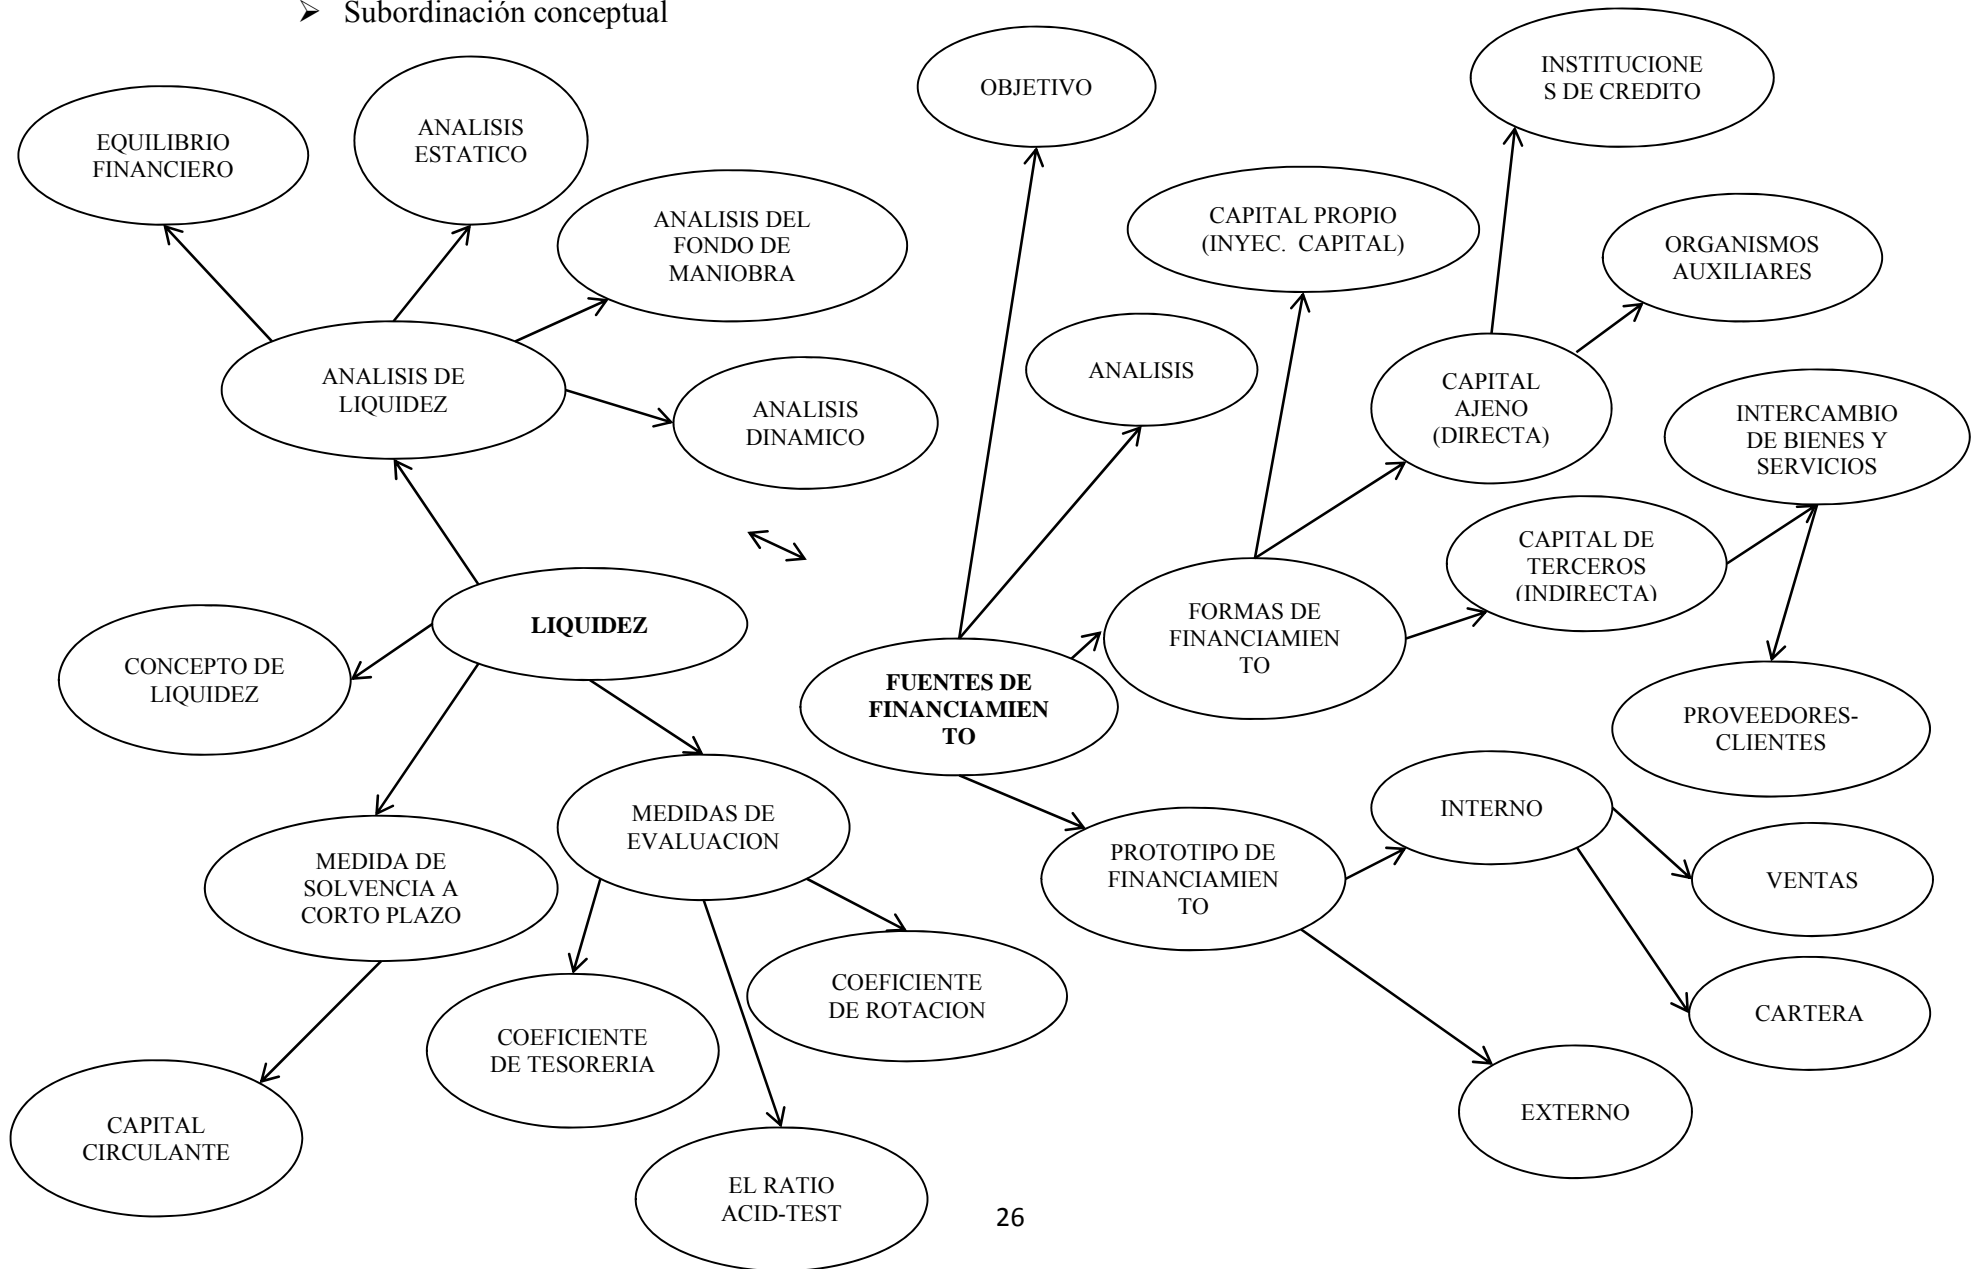 ➢ Subordinación conceptual
EQUILIBRIO
FINANCIERO
ANALISIS
ESTATICO
ANALISIS DEL
FONDO DE
MANIOBRA
ANALISIS DE
LIQUIDEZ
ANALISIS
DINAMICO
LIQUIDEZ
CONCEPTO DE
LIQUIDEZ
MEDIDA DE
SOLVENCIA A
CORTO PLAZO
CAPITAL
CIRCULANTE
MEDIDAS DE
EVALUACION
COEFICIENTE
DE TESORERIA
EL RATIO
ACID-TEST
COEFICIENTE
DE ROTACION
OBJETIVO
ANALISIS
FUENTES DE
FINANCIAMIEN
TO
CAPITAL PROPIO
(INYEC. CAPITAL)
FORMAS DE
FINANCIAMIEN
TO
INSTITUCIONE
S DE CREDITO
ORGANISMOS
AUXILIARES
CAPITAL
AJENO
(DIRECTA)
CAPITAL DE
TERCEROS
(INDIRECTA)
INTERCAMBIO
DE BIENES Y
SERVICIOS
PROVEEDORES-
CLIENTES
PROTOTIPO DE
FINANCIAMIEN
TO
INTERNO
VENTAS
CARTERA
EXTERNO
26